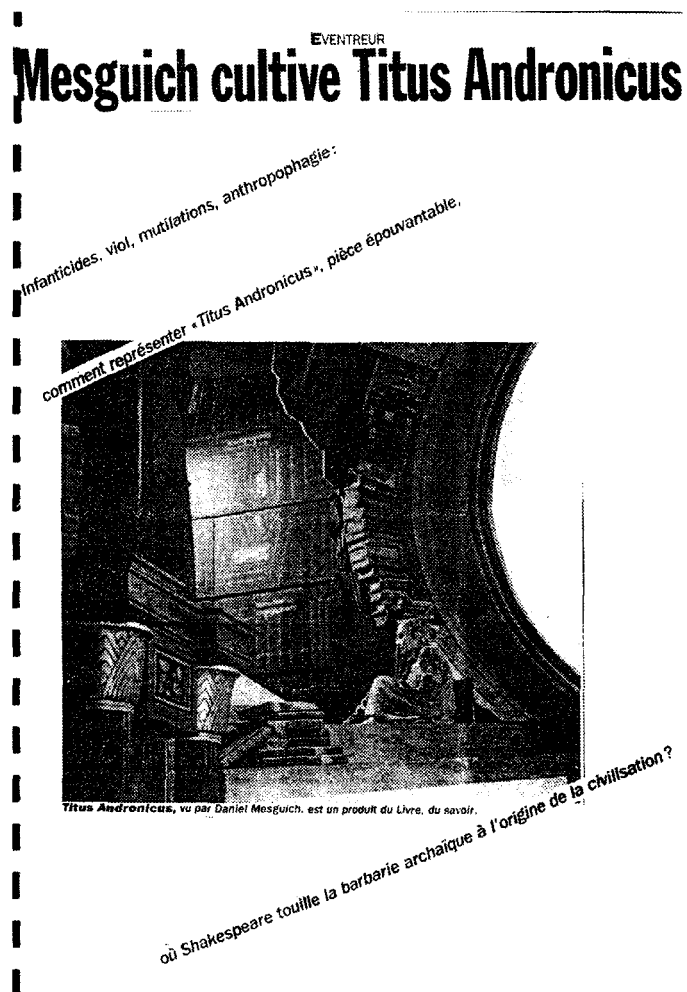 EVENTREUR
Mesguich cultive Titus Andronicus
Infanticides, viol, mutilations, anthropophagie:
comment représenter «Titus Andronicus», pièce épouvantable,
Titus Andronicus, vu par Daniel Mesguich, est un produit du Livre, du savoir.
où Shakespeare touille la barbarie archaïque à l'origine de la civilisation?